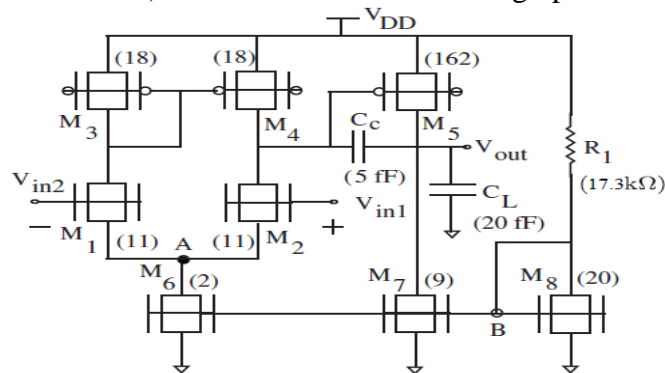 V_DD
(18)
(18)
(162)
M_3
M_4
C_c
M_5
V_out
R_1
(5 fF)
C_L
(17.3kΩ)
(20 fF)
V_in2
V_in1
−
+
M_1
(11)
A
(11)
M_2
M_6
(2)
M_7
(9)
M_8
(20)
B